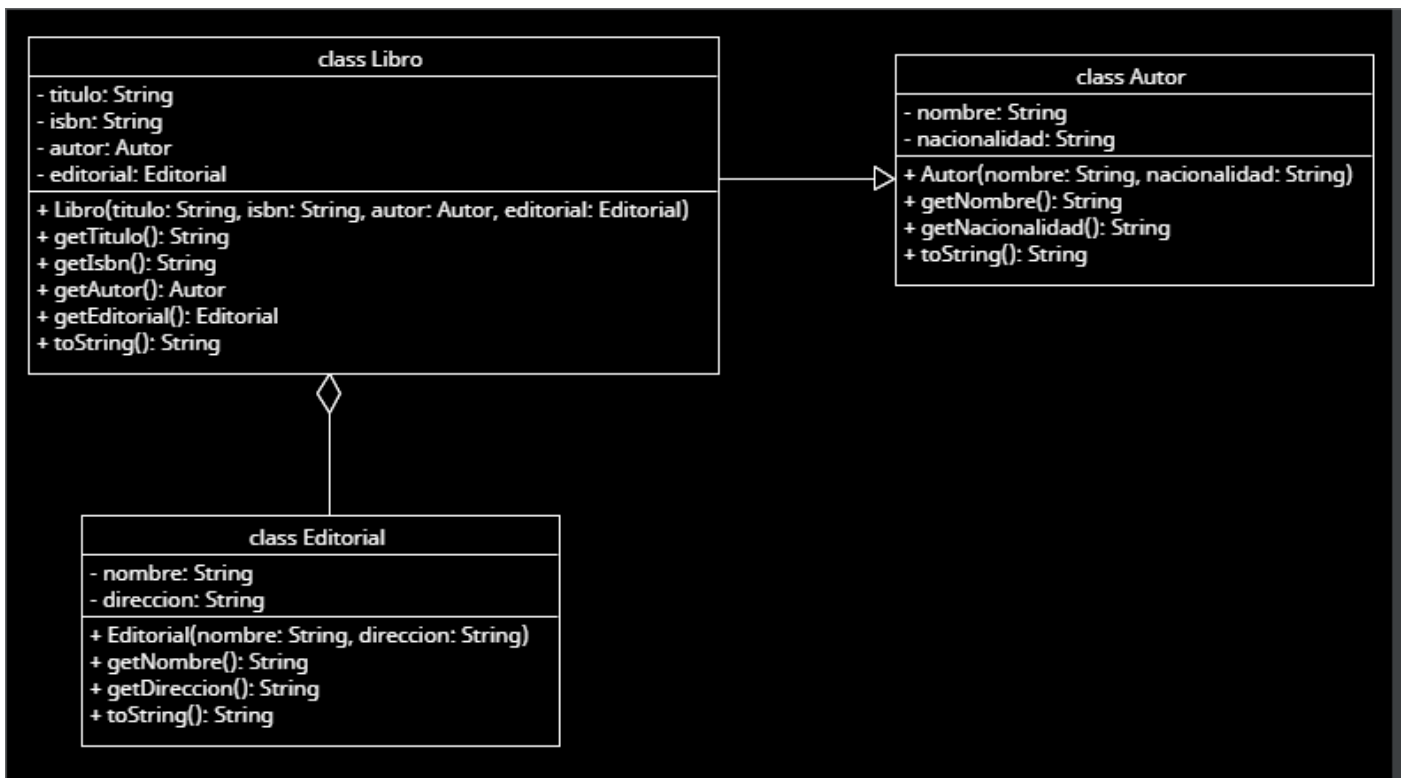 class Libro
- titulo: String
- isbn: String
- autor: Autor
- editorial: Editorial
+ Libro(titulo: String, isbn: String, autor: Autor, editorial: Editorial)
+ getTitulo(): String
+ getIsbn(): String
+ getAutor(): Autor
+ getEditorial(): Editorial
+ toString(): String
class Autor
- nombre: String
- nacionalidad: String
+ Autor(nombre: String, nacionalidad: String)
+ getNombre(): String
+ getNacionalidad(): String
+ toString(): String
class Editorial
- nombre: String
- direccion: String
+ Editorial(nombre: String, direccion: String)
+ getNombre(): String
+ getDireccion(): String
+ toString(): String